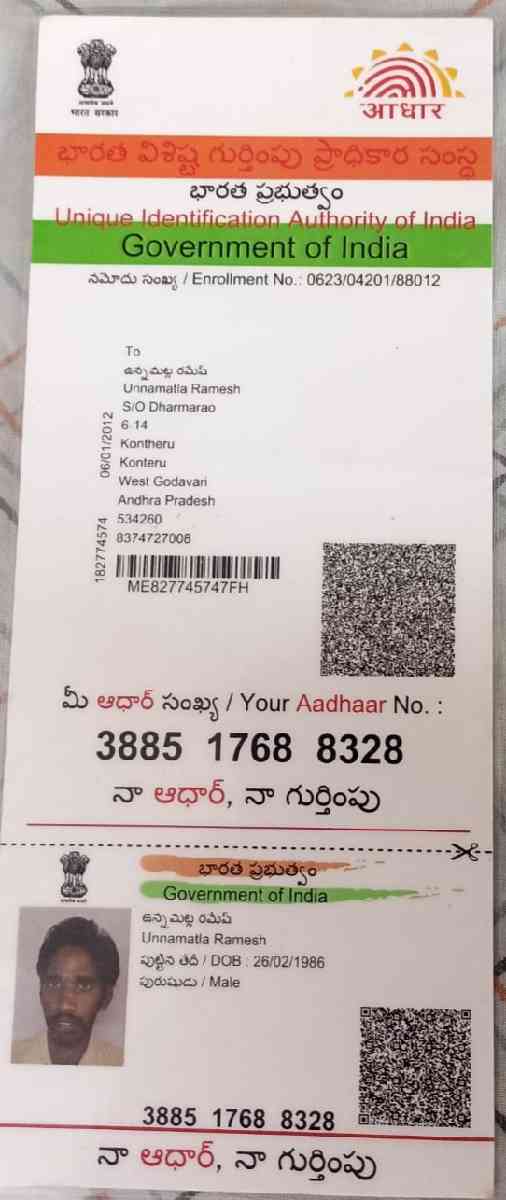 भारत सरकार
आधार
భారత విశిష్ట గుర్తింపు ప్రాధికార సంస్థ
భారత ప్రభుత్వం
Unique Identification Authority of India
Government of India
నమోదు సంఖ్య / Enrollment No.: 0623/04201/88012
To
ఉన్నమట్ల రమేష్
Unnamatla Ramesh
S/O Dharmarao
6-14
Kontheru
Konteru
West Godavari
Andhra Pradesh
534260
8374727006
182774574
06/01/2012
ME827745747FH
మీ ఆధార్ సంఖ్య / Your Aadhaar No. :
3885 1768 8328
నా ఆధార్, నా గుర్తింపు
భారత ప్రభుత్వం
Government of India
ఉన్నమట్ల రమేష్
Unnamatla Ramesh
పుట్టిన తేదీ / DOB : 26/02/1986
పురుషుడు / Male
3885 1768 8328
నా ఆధార్, నా గుర్తింపు